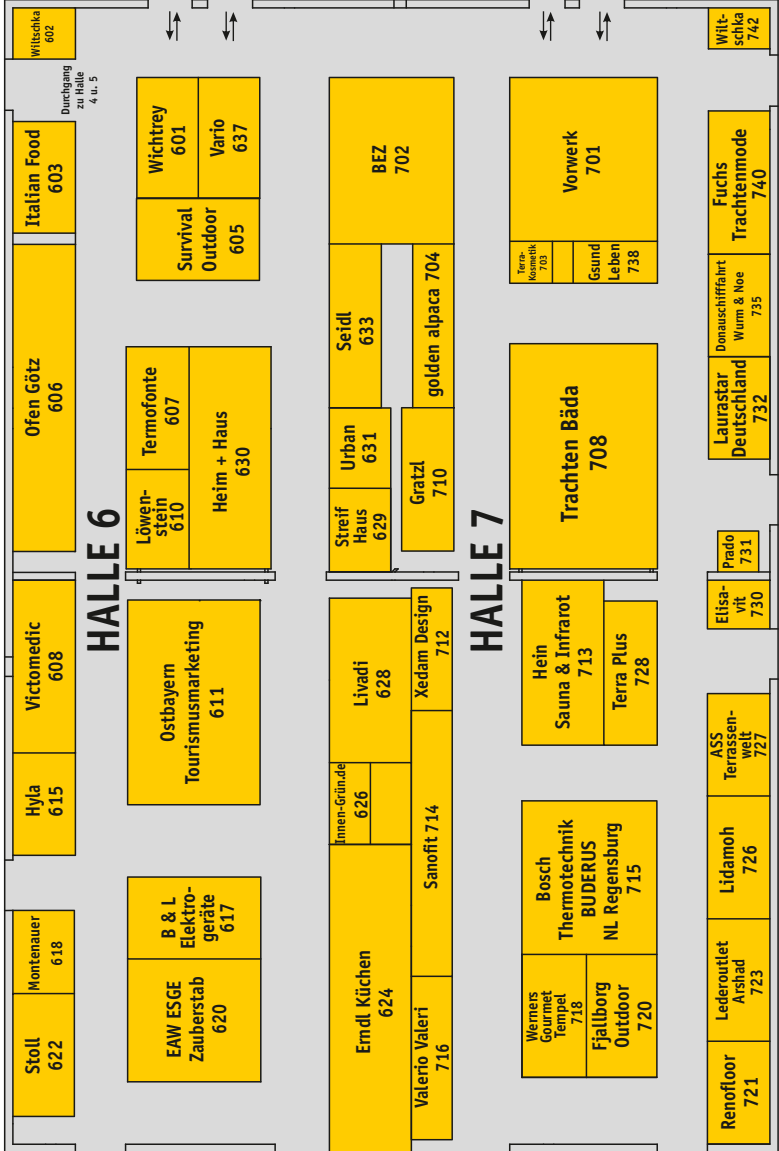 Wiltschka
602
Durchgang
zu Halle
4 u. 5
Italian Food
603
Ofen Götz
606
Victomedic
608
Hyla
615
Montenauer
618
Stoll
622
HALLE 6
Wichtrey
601
Vario
637
Survival
Outdoor
605
Termofonte
607
Löwen-
stein
610
Heim + Haus
630
Ostbayern
Tourismusmarketing
611
B & L
Elektro-
geräte
617
EAW ESGE
Zauberstab
620
BEZ
702
Seidl
633
golden alpaca 704
Urban
631
Streif
Haus
629
Gratzl
710
Livadi
628
Xedam Design
712
Innen-Grün.de
626
Sanofit 714
Erndl Küchen
624
Valerio Valeri
716
HALLE 7
Vorwerk
701
Terra-
Kosmetik
703
Gsund
Leben
738
Trachten Bäda
708
Hein
Sauna & Infrarot
713
Terra Plus
728
Bosch
Thermotechnik
BUDERUS
NL Regensburg
715
Werners
Gourmet
Tempel
718
Fjallborg
Outdoor
720
Wilt-
schka
742
Fuchs
Trachtenmode
740
Donauschifffahrt
Wurm & Noe
735
Laurastar
Deutschland
732
Prado
731
Elisa-
vit
730
ASS
Terrassen-
welt
727
Lidamoh
726
Lederoutlet
Arshad
723
Renofloor
721